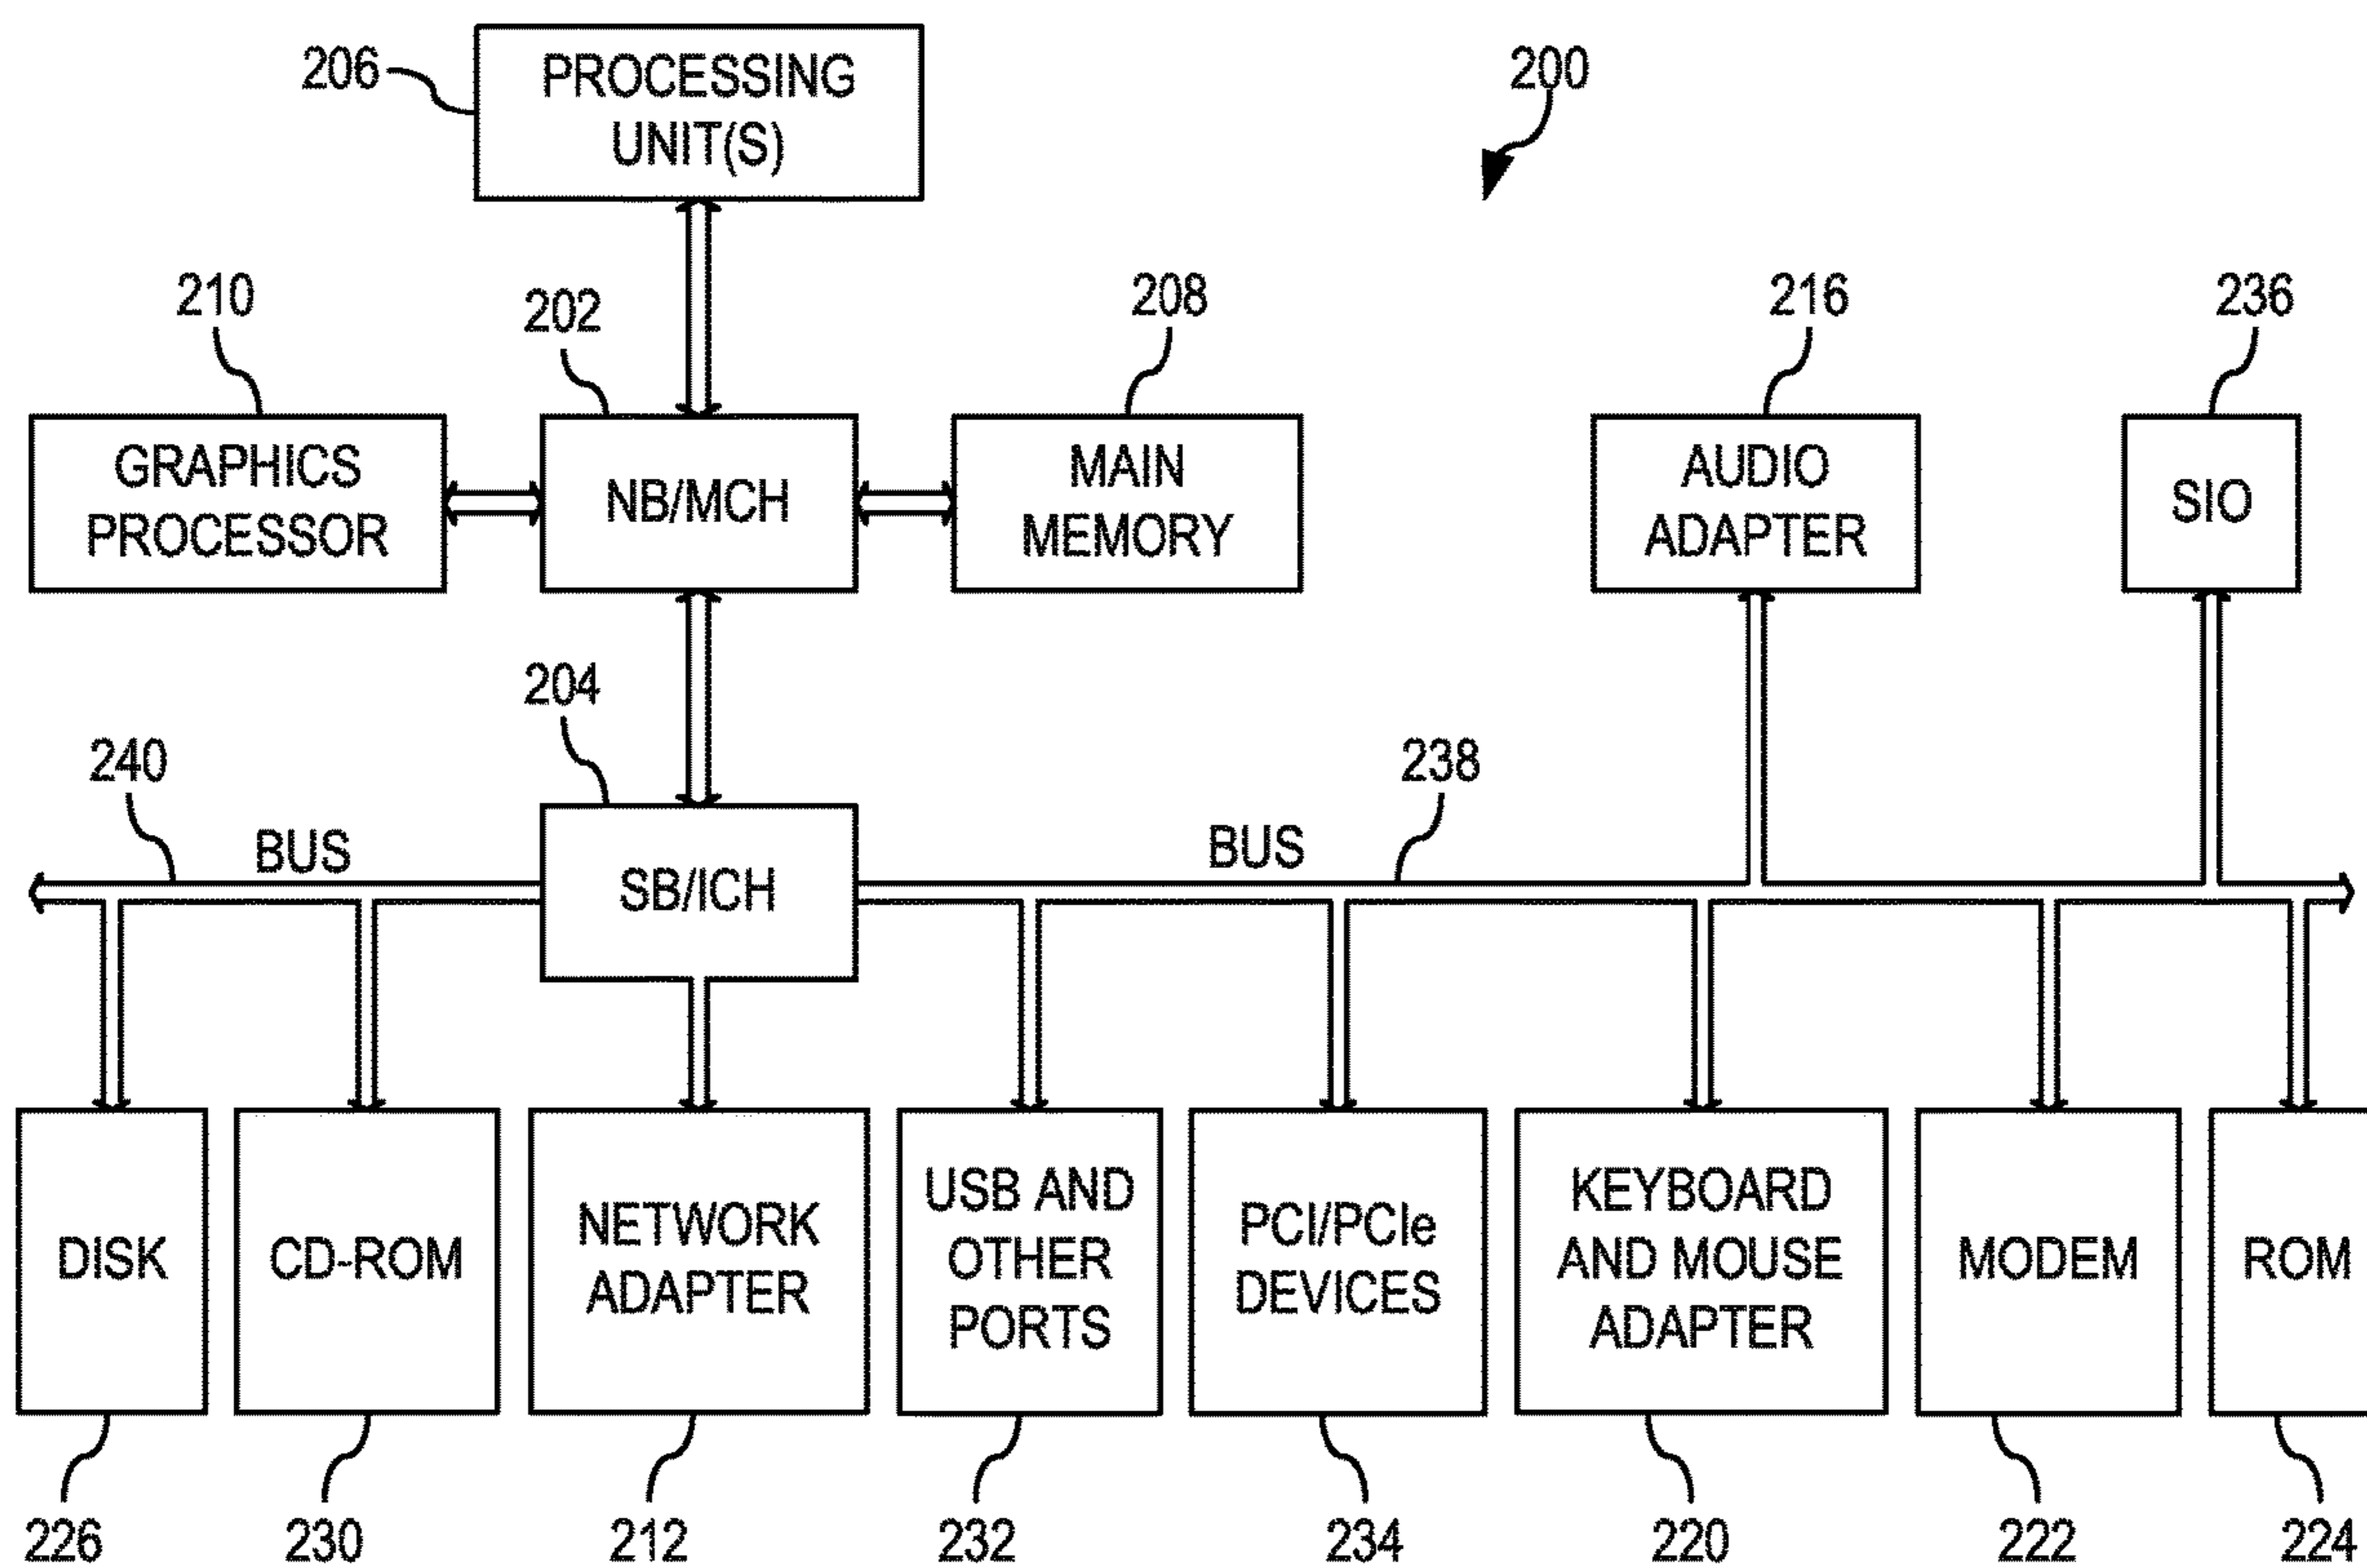 206
PROCESSING
UNIT(S)
200
210
202
208
216
236
GRAPHICS
PROCESSOR
NB/MCH
MAIN
MEMORY
AUDIO
ADAPTER
SIO
204
240
BUS
SB/ICH
BUS
238
DISK
CD-ROM
NETWORK
ADAPTER
USB AND
OTHER
PORTS
PCI/PCIe
DEVICES
KEYBOARD
AND MOUSE
ADAPTER
MODEM
ROM
226
230
212
232
234
220
222
224